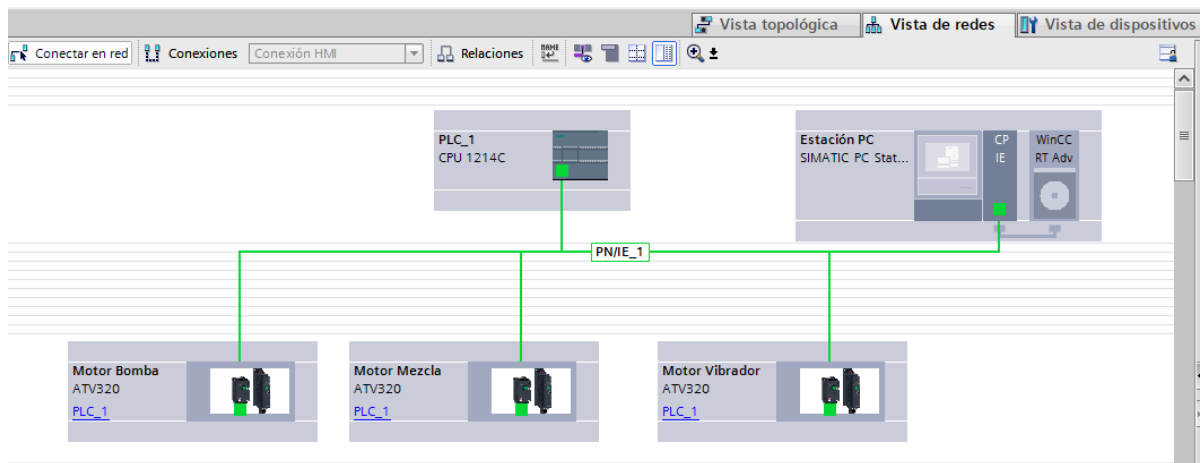 Vista topológica
Vista de redes
Vista de dispositivos
Conectar en red
Conexiones
Conexión HMI
Relaciones
PLC_1
CPU 1214C
Estación PC
SIMATIC PC Stat...
CP
IE
WinCC
RT Adv
PN/IE_1
Motor Bomba
ATV320
PLC_1
Motor Mezcla
ATV320
PLC_1
Motor Vibrador
ATV320
PLC_1